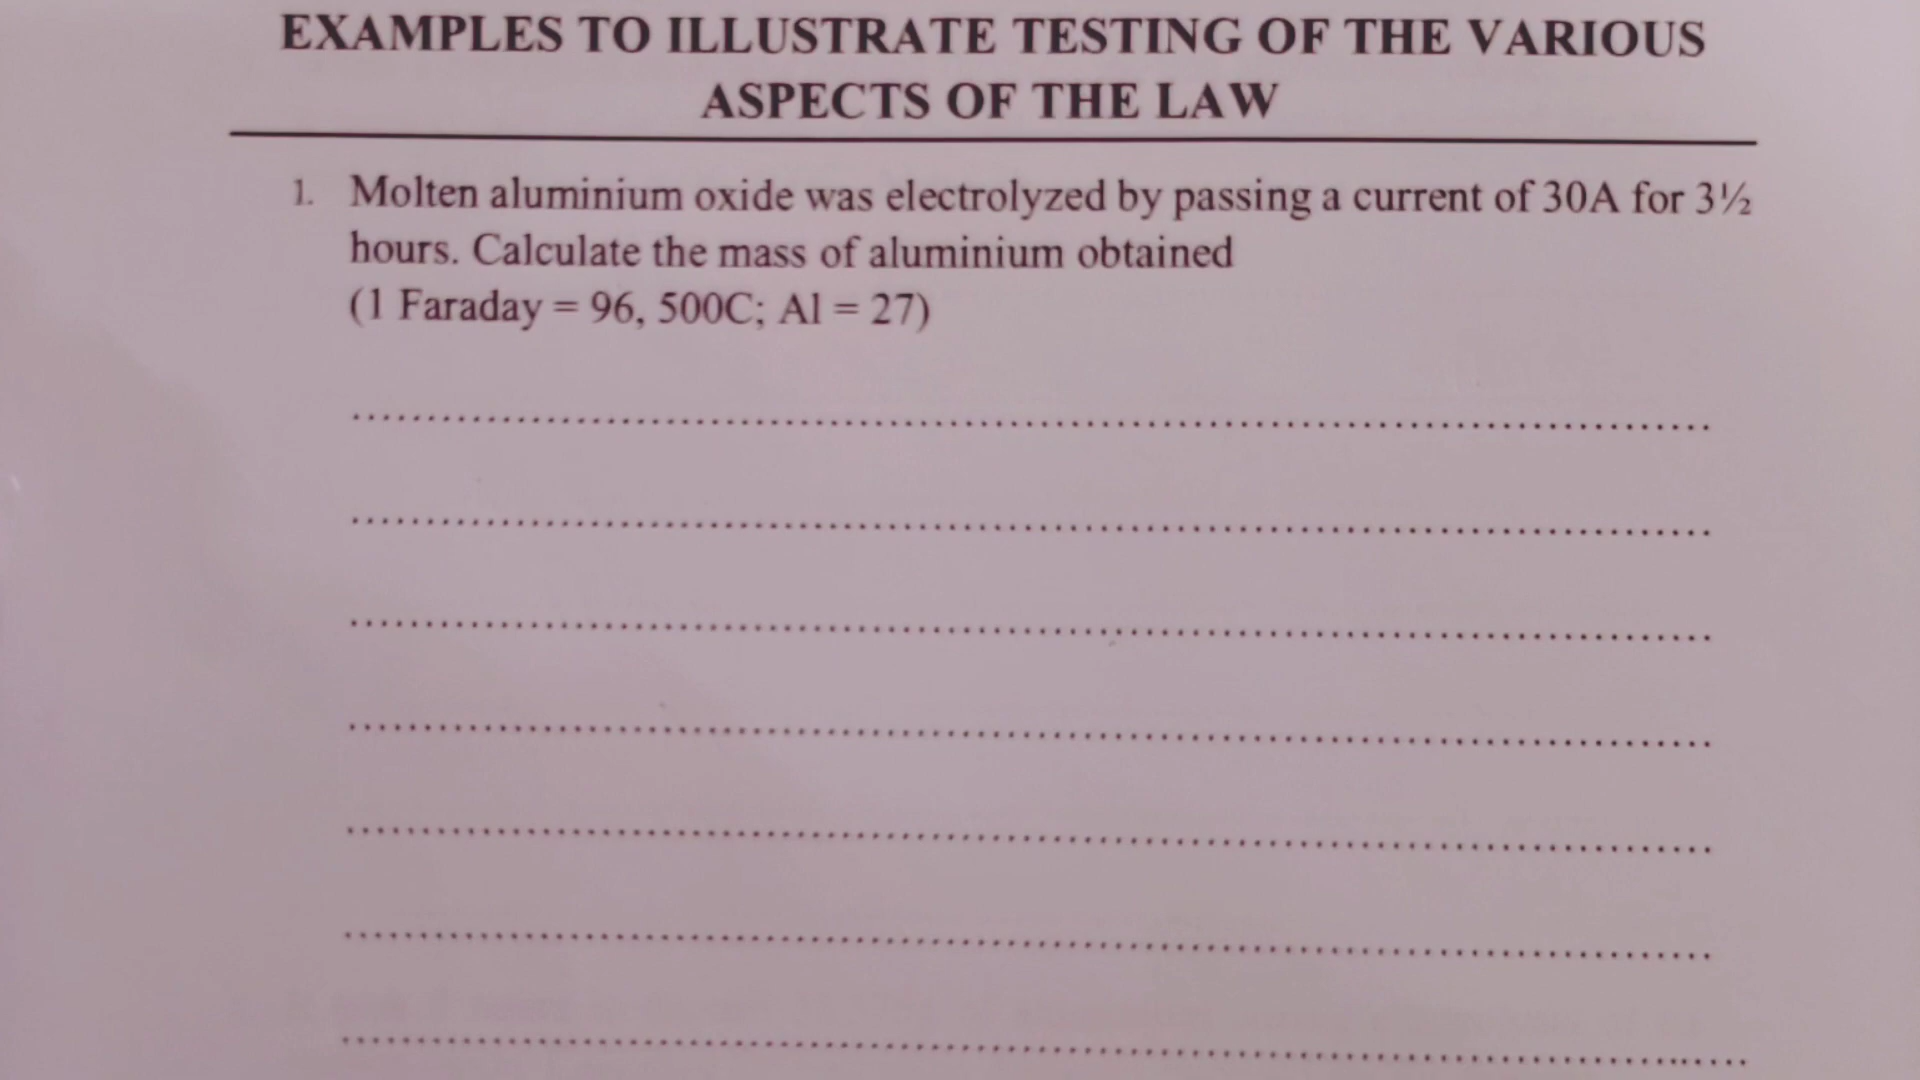 EXAMPLES TO ILLUSTRATE TESTING OF THE VARIOUS
ASPECTS OF THE LAW
1. Molten aluminium oxide was electrolyzed by passing a current of 30A for 3½
hours. Calculate the mass of aluminium obtained
(1 Faraday = 96, 500C; Al = 27)